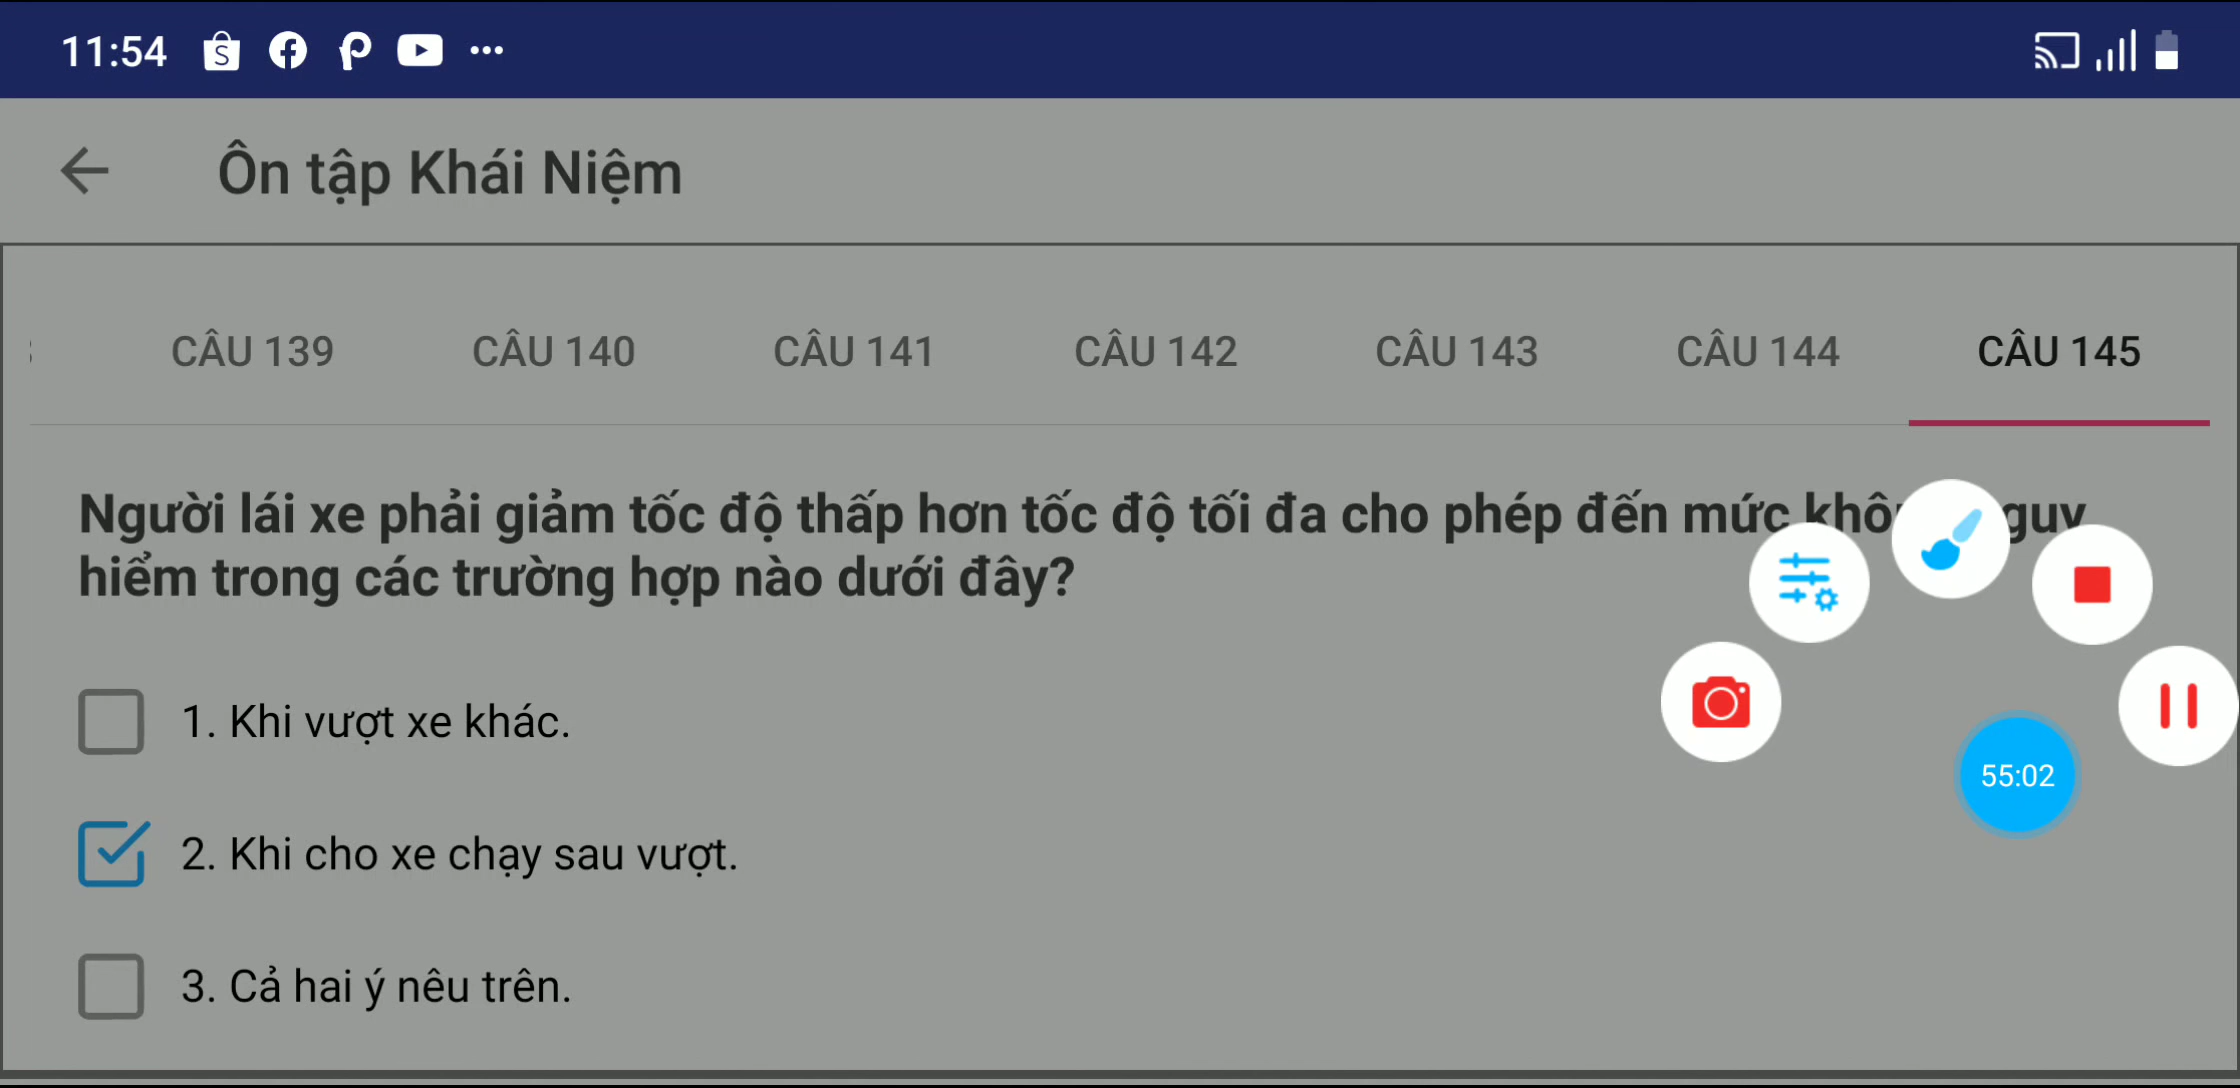 11:54
Ôn tập Khái Niệm
CÂU 139 CÂU 140 CÂU 141 CÂU 142 CÂU 143 CÂU 144 CÂU 145
Người lái xe phải giảm tốc độ thấp hơn tốc độ tối đa cho phép đến mức
hiểm trong các trường hợp nào dưới đây?
1. Khi vượt xe khác.
2. Khi cho xe chạy sau vượt.
3. Cả hai ý nêu trên.
55:02